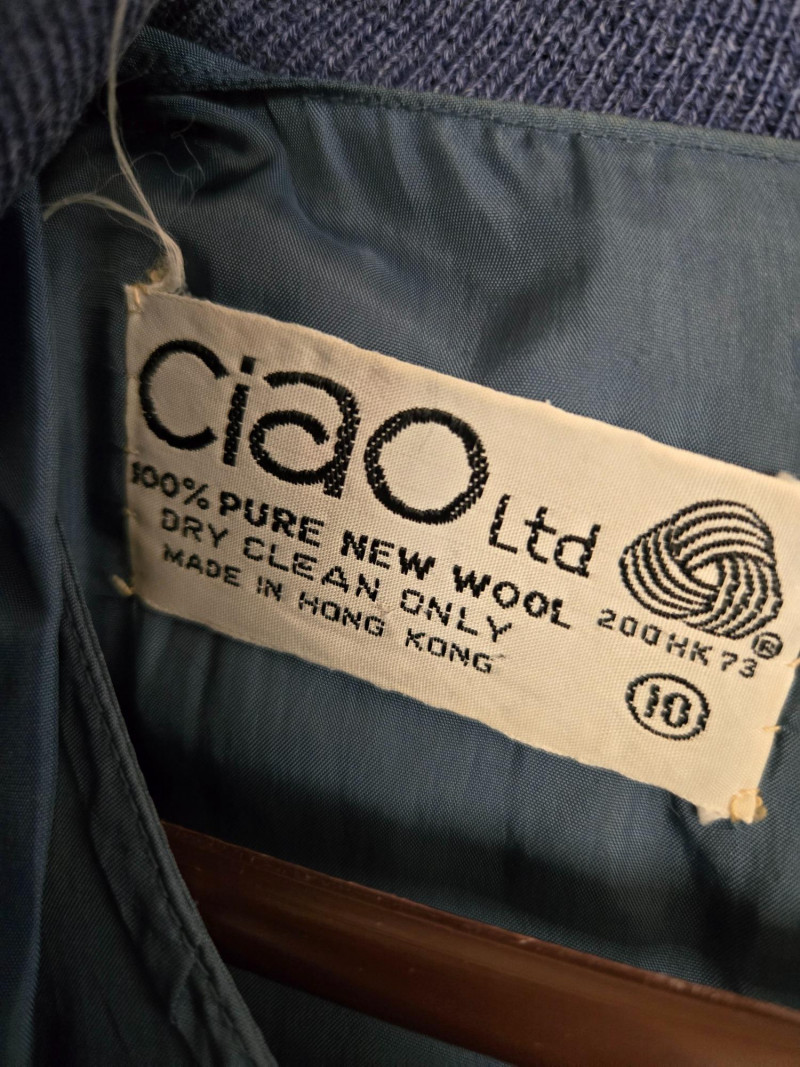 ciao Ltd
100% PURE NEW WOOL
DRY CLEAN ONLY
MADE IN HONG KONG
200HK73
®
10